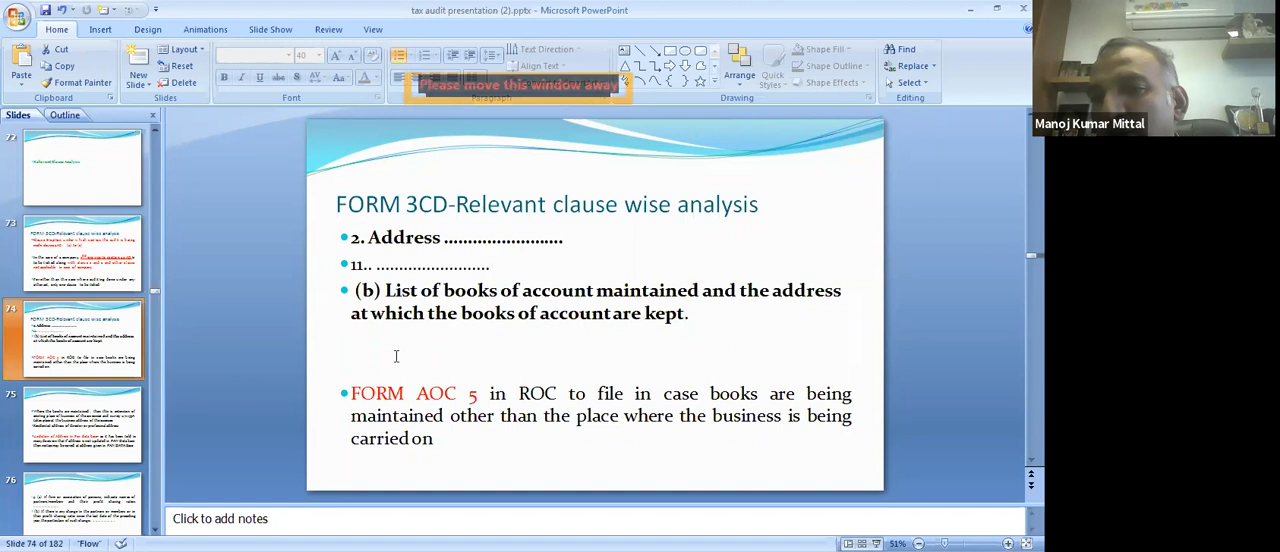 tax audit presentation (2).pptx - Microsoft PowerPoint
Home Insert Design Animations Slide Show Review View
Cut
Copy
Format Painter
Paste
Clipboard
New
Slide
Layout
Reset
Delete
Slides
40
Font
Text Direction
Align Text
Please move this window away
Paragraph
Arrange
Quick
Styles
Shape Fill
Shape Outline
Shape Effects
Drawing
Find
Replace
Select
Editing
Manoj Kumar Mittal
Slides Outline
72
73
74
75
76
FORM 3CD-Relevant clause wise analysis
2. Address .........................
11.. .........................
(b) List of books of account maintained and the address
at which the books of account are kept.
FORM AOC 5 in ROC to file in case books are being
maintained other than the place where the business is being
carried on
Click to add notes
Slide 74 of 182 "Flow" 51%